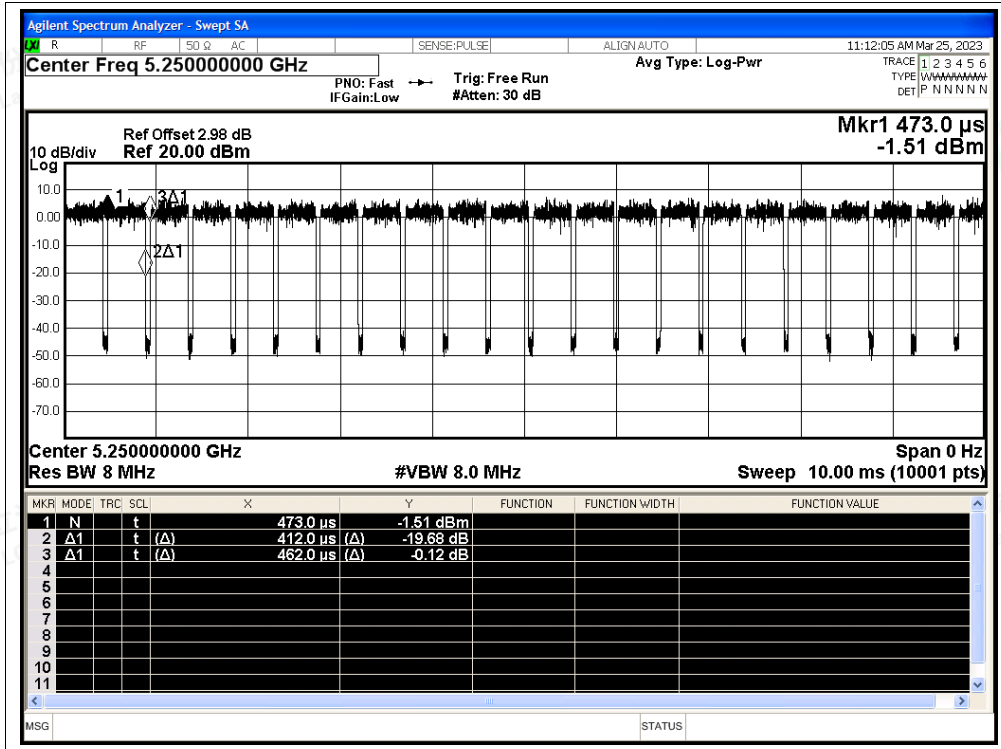 Agilent Spectrum Analyzer - Swept SA
LXI R RF 50 Ω AC SENSE:PULSE ALIGN AUTO 11:12:05 AM Mar 25, 2023
Center Freq 5.250000000 GHz Avg Type: Log-Pwr TRACE 1 2 3 4 5 6
PNO: Fast Trig: Free Run TYPE W
IFGain:Low #Atten: 30 dB DET P N N N N N
Mkr1 473.0 µs
Ref Offset 2.98 dB
10 dB/div Ref 20.00 dBm -1.51 dBm
Log
10.0
1 3Δ1
0.00
-10.0
2Δ1
-20.0
-30.0
-40.0
-50.0
-60.0
-70.0
Center 5.250000000 GHz Span 0 Hz
Res BW 8 MHz #VBW 8.0 MHz Sweep 10.00 ms (10001 pts)
MKR MODE TRC SCL X Y FUNCTION FUNCTION WIDTH FUNCTION VALUE
1 N t 473.0 µs -1.51 dBm
2 Δ1 t (Δ) 412.0 µs (Δ) -19.68 dB
3 Δ1 t (Δ) 462.0 µs (Δ) -0.12 dB
4
5
6
7
8
9
10
11
MSG STATUS